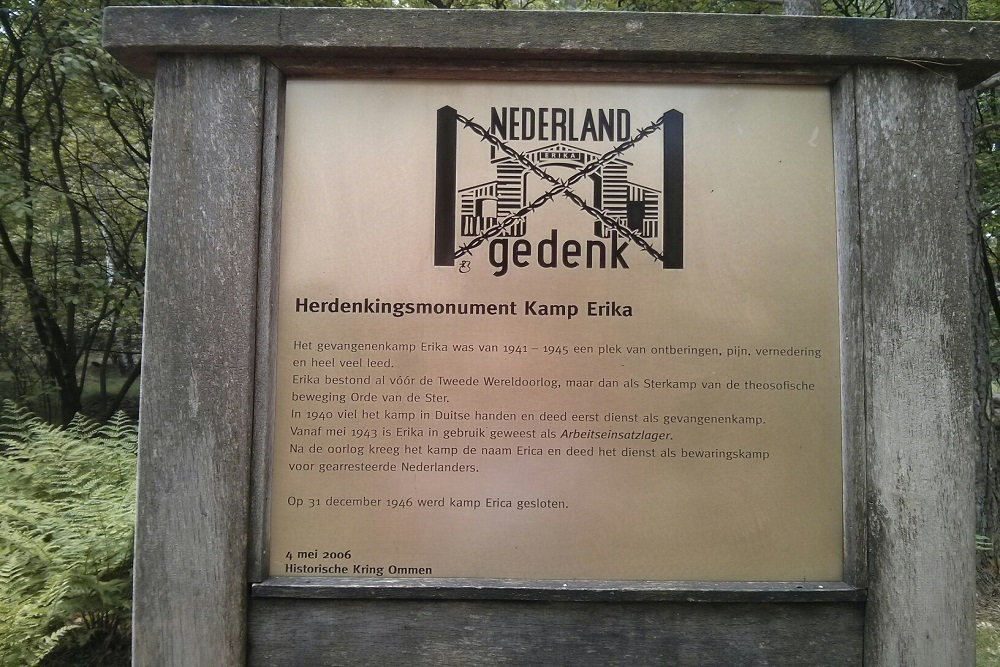 NEDERLAND
ERIKA
gedenk
Herdenkingsmonument Kamp Erika
Het gevangenenkamp Erika was van 1941 – 1945 een plek van ontberingen, pijn, vernedering
en heel veel leed.
Erika bestond al vóór de Tweede Wereldoorlog, maar dan als Sterkamp van de theosofische
beweging Orde van de Ster.
In 1940 viel het kamp in Duitse handen en deed eerst dienst als gevangenenkamp.
Vanaf mei 1943 is Erika in gebruik geweest als Arbeitseinsatzlager.
Na de oorlog kreeg het kamp de naam Erica en deed het dienst als bewaringskamp
voor gearresteerde Nederlanders.
Op 31 december 1946 werd kamp Erica gesloten.
4 mei 2006
Historische Kring Ommen